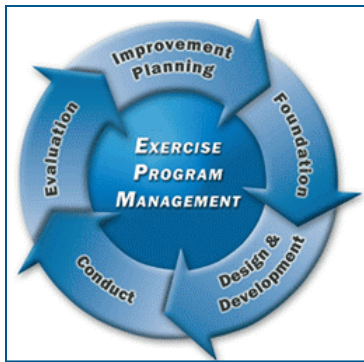 Improvement
Planning
Foundation
Design &
Development
Conduct
Evaluation
EXERCISE
PROGRAM
MANAGEMENT